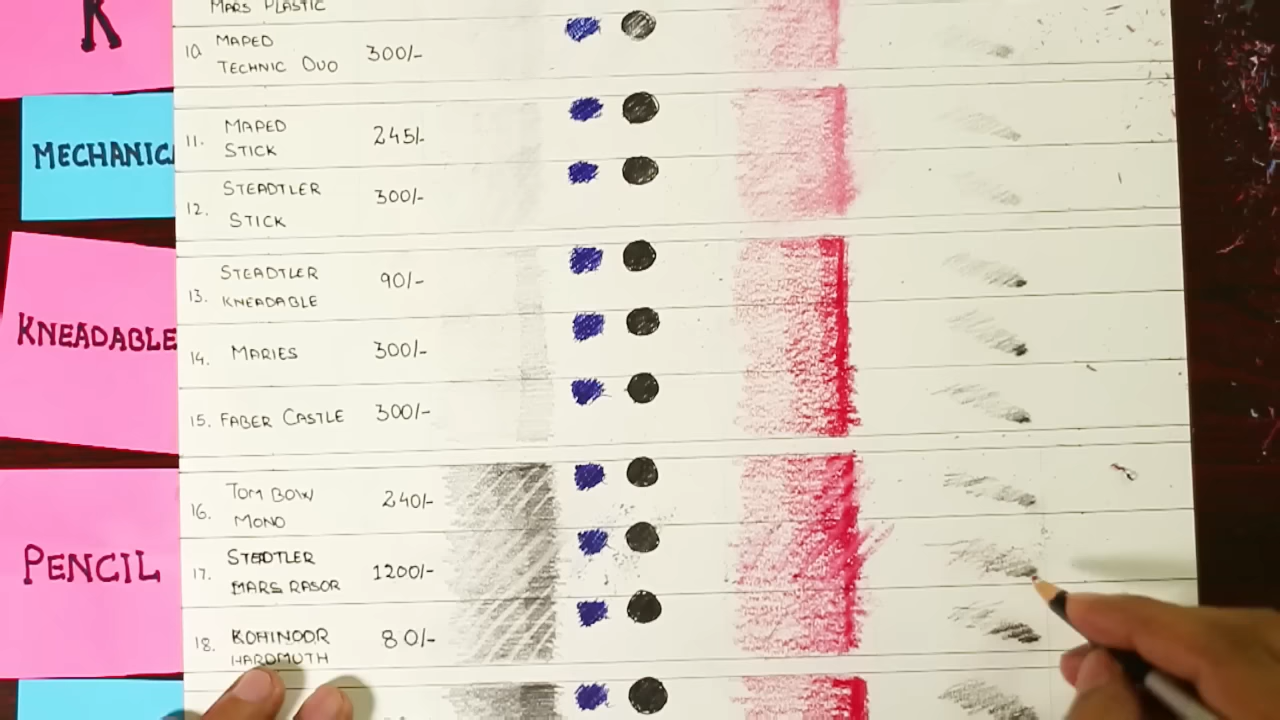 R
MARS PLASTIC
10 MAPED
TECHNIC DUO 300/-
MECHANICA
11. MAPED
STICK 245/-
12. STEADTLER
STICK 300/-
KNEADABLE
13. STEADTLER
KNEADABLE 90/-
14. MARIES 300/-
15. FABER CASTLE 300/-
PENCIL
16. TOM BOW
MONO 240/-
17. STEDTLER
MARS RASOR 1200/-
18. KOHINOOR
HARDMUTH 80/-